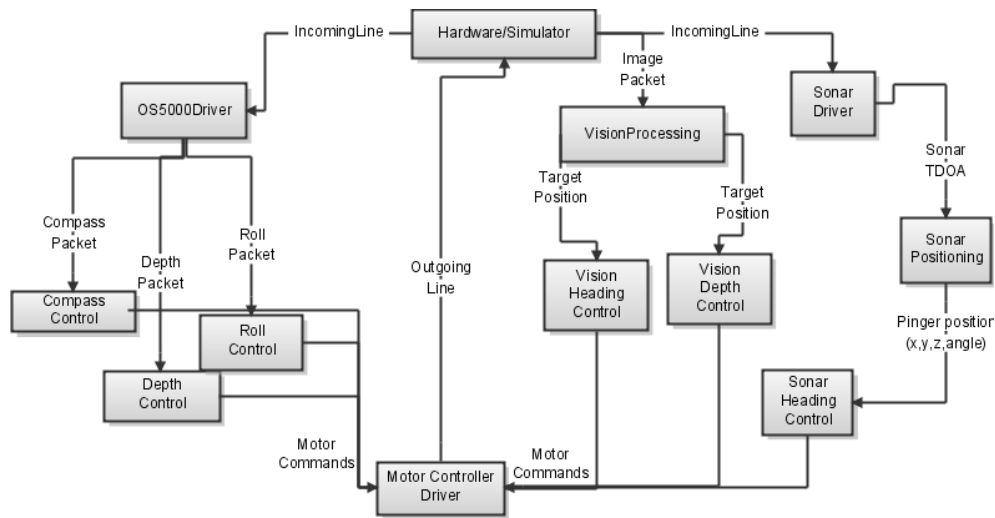 IncomingLine
Hardware/Simulator
IncomingLine
Image
Packet
OS5000Driver
VisionProcessing
Sonar
Driver
Sonar
TDOA
Target
Position
Target
Position
Compass
Packet
Depth
Packet
Roll
Packet
Outgoing
Line
Sonar
Positioning
Vision
Heading
Control
Vision
Depth
Control
Compass
Control
Roll
Control
Depth
Control
Pinger position
(x,y,z,angle)
Sonar
Heading
Control
Motor
Commands
Motor Controller
Driver
Motor
Commands